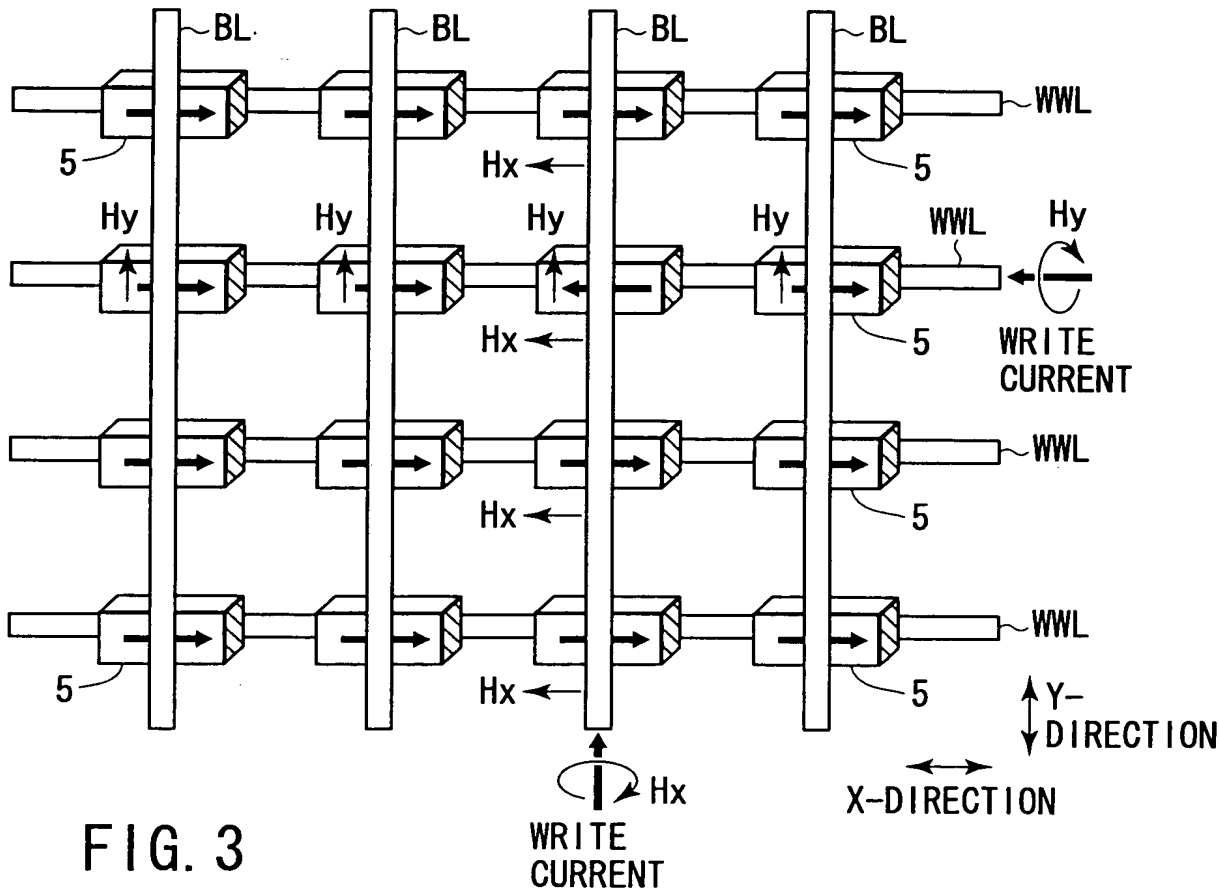 BL
BL
BL
BL
WWL
5
Hx
5
Hy
Hy
Hy
Hy
WWL
Hy
Hx
5
WRITE
CURRENT
WWL
Hx
5
WWL
5
Hx
5
Y-
DIRECTION
X-DIRECTION
Hx
WRITE
CURRENT
FIG. 3